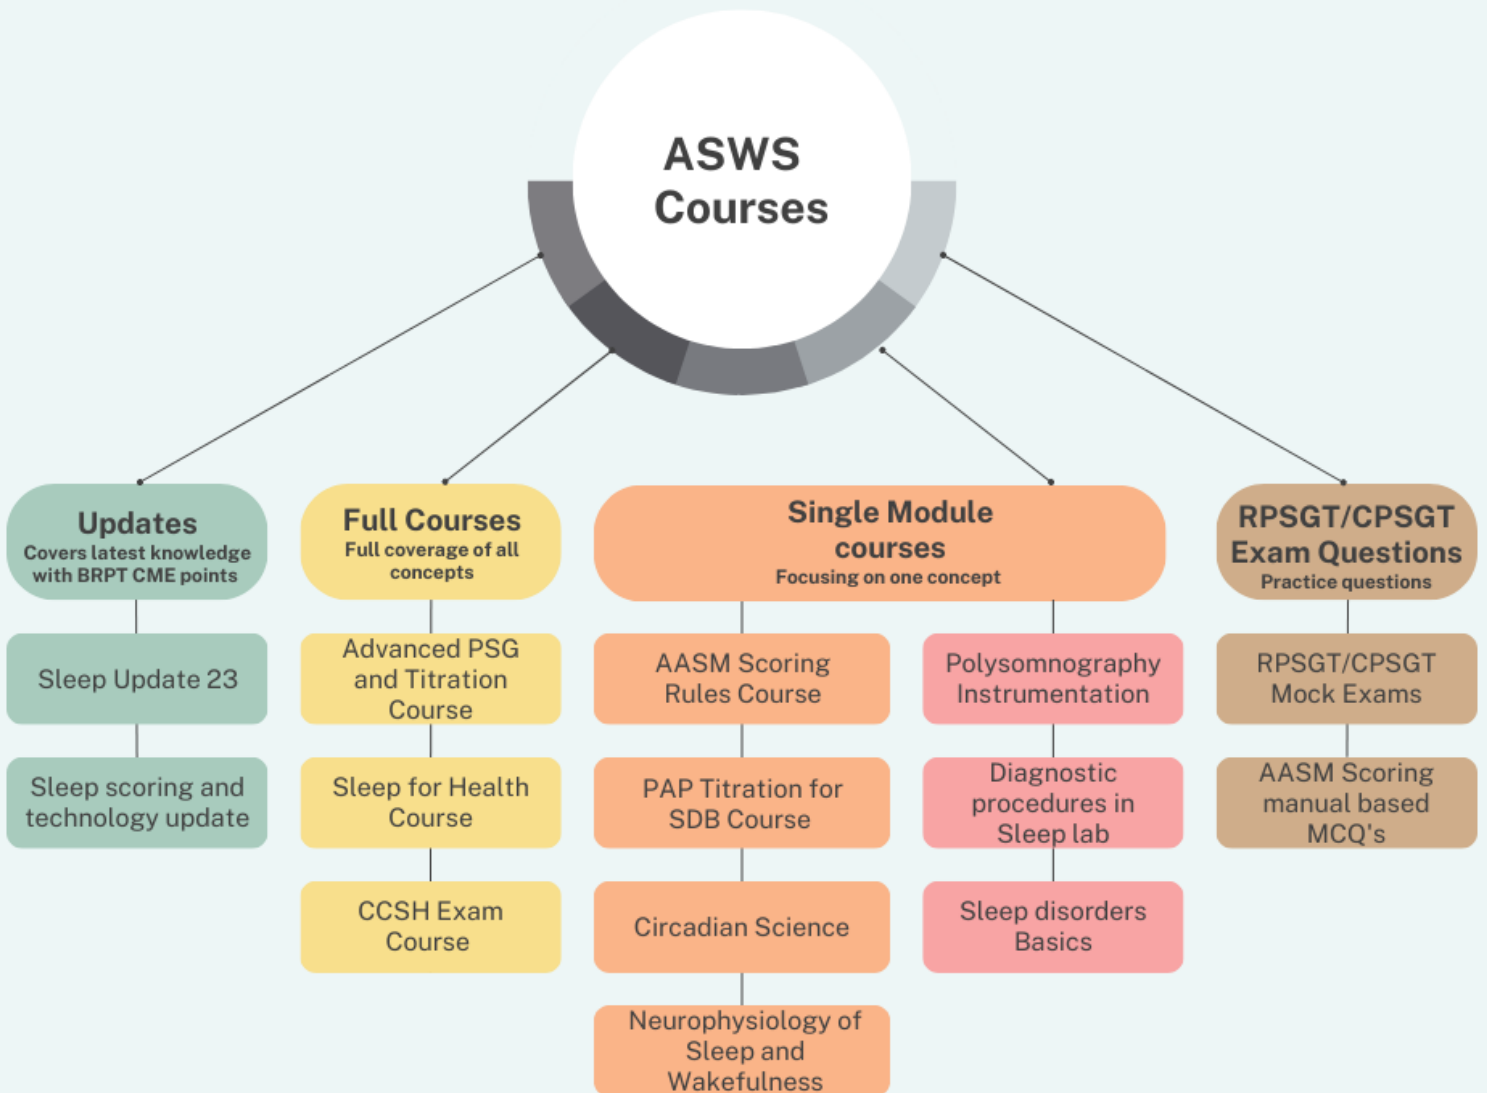 ASWS
Courses
Updates
Covers latest knowledge
with BRPT CME points
Sleep Update 23
Sleep scoring and
technology update
Full Courses
Full coverage of all
concepts
Advanced PSG
and Titration
Course
Sleep for Health
Course
CCSH Exam
Course
Single Module
courses
Focusing on one concept
AASM Scoring
Rules Course
PAP Titration for
SDB Course
Circadian Science
Neurophysiology of
Sleep and
Wakefulness
Polysomnography
Instrumentation
Diagnostic
procedures in
Sleep lab
Sleep disorders
Basics
RPSGT/CPSGT
Exam Questions
Practice questions
RPSGT/CPSGT
Mock Exams
AASM Scoring
manual based
MCQ's